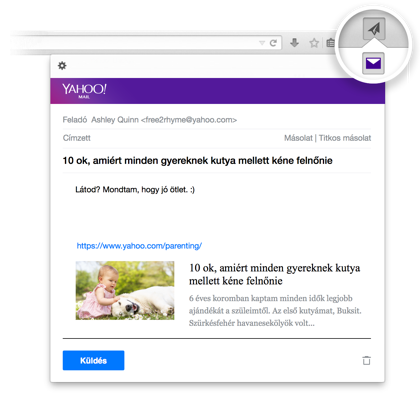 YAHOO!
MAIL
Feladó Ashley Quinn <free2rhyme@yahoo.com>
Címzett Másolat | Titkos másolat
10 ok, amiért minden gyereknek kutya mellett kéne felnőnie
Látod? Mondtam, hogy jó ötlet. :)
https://www.yahoo.com/parenting/
10 ok, amiért minden gyereknek kutya
mellett kéne felnőnie
6 éves koromban kaptam minden idők legjobb
ajándékát a szüleimtől. Az első kutyámat, Buksit.
Szürkésfehér havanesekölyök volt...
Küldés